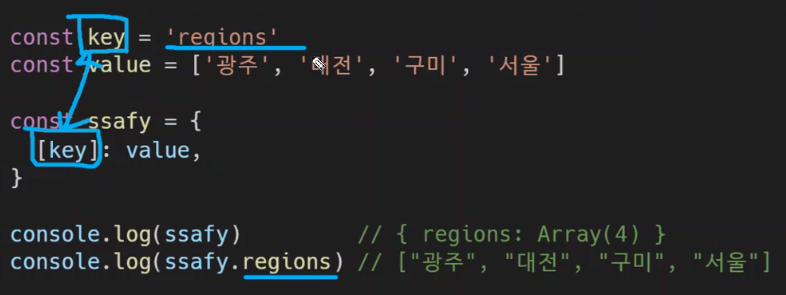 const key = 'regions'
const value = ['광주', '대전', '구미', '서울']
const ssafy = {
[key]: value,
}
console.log(ssafy) // { regions: Array(4) }
console.log(ssafy.regions) // ["광주", "대전", "구미", "서울"]